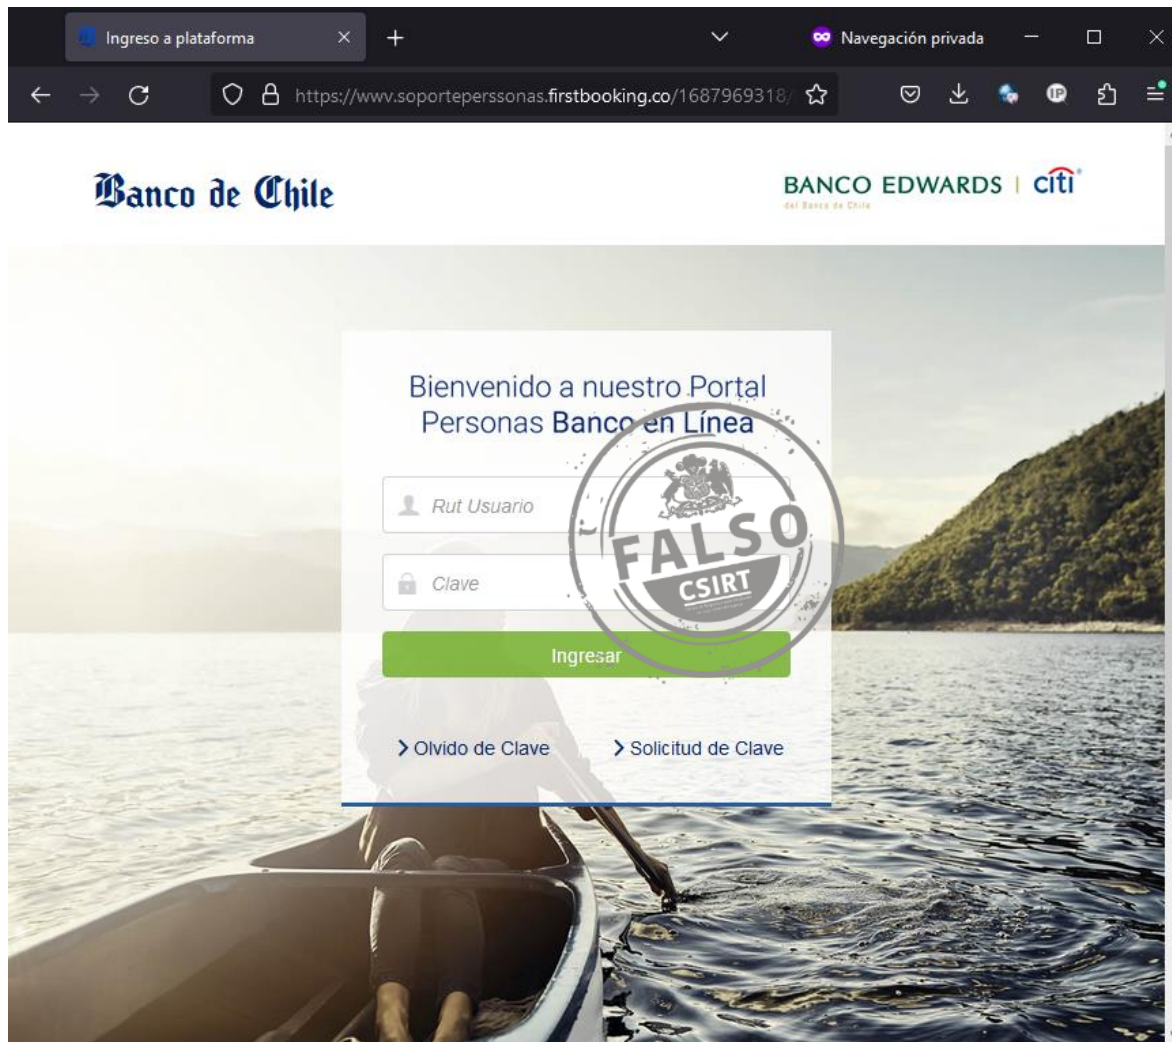 Ingreso a plataforma
Navegación privada
https://wwv.soporteperssonas.firstbooking.co/1687969318/
Banco de Chile
BANCO EDWARDS | citi
del Banco de Chile
Bienvenido a nuestro Portal
Personas Banco en Línea
Rut Usuario
Clave
FALSO
CSIRT
Ingresar
Olvido de Clave
Solicitud de Clave